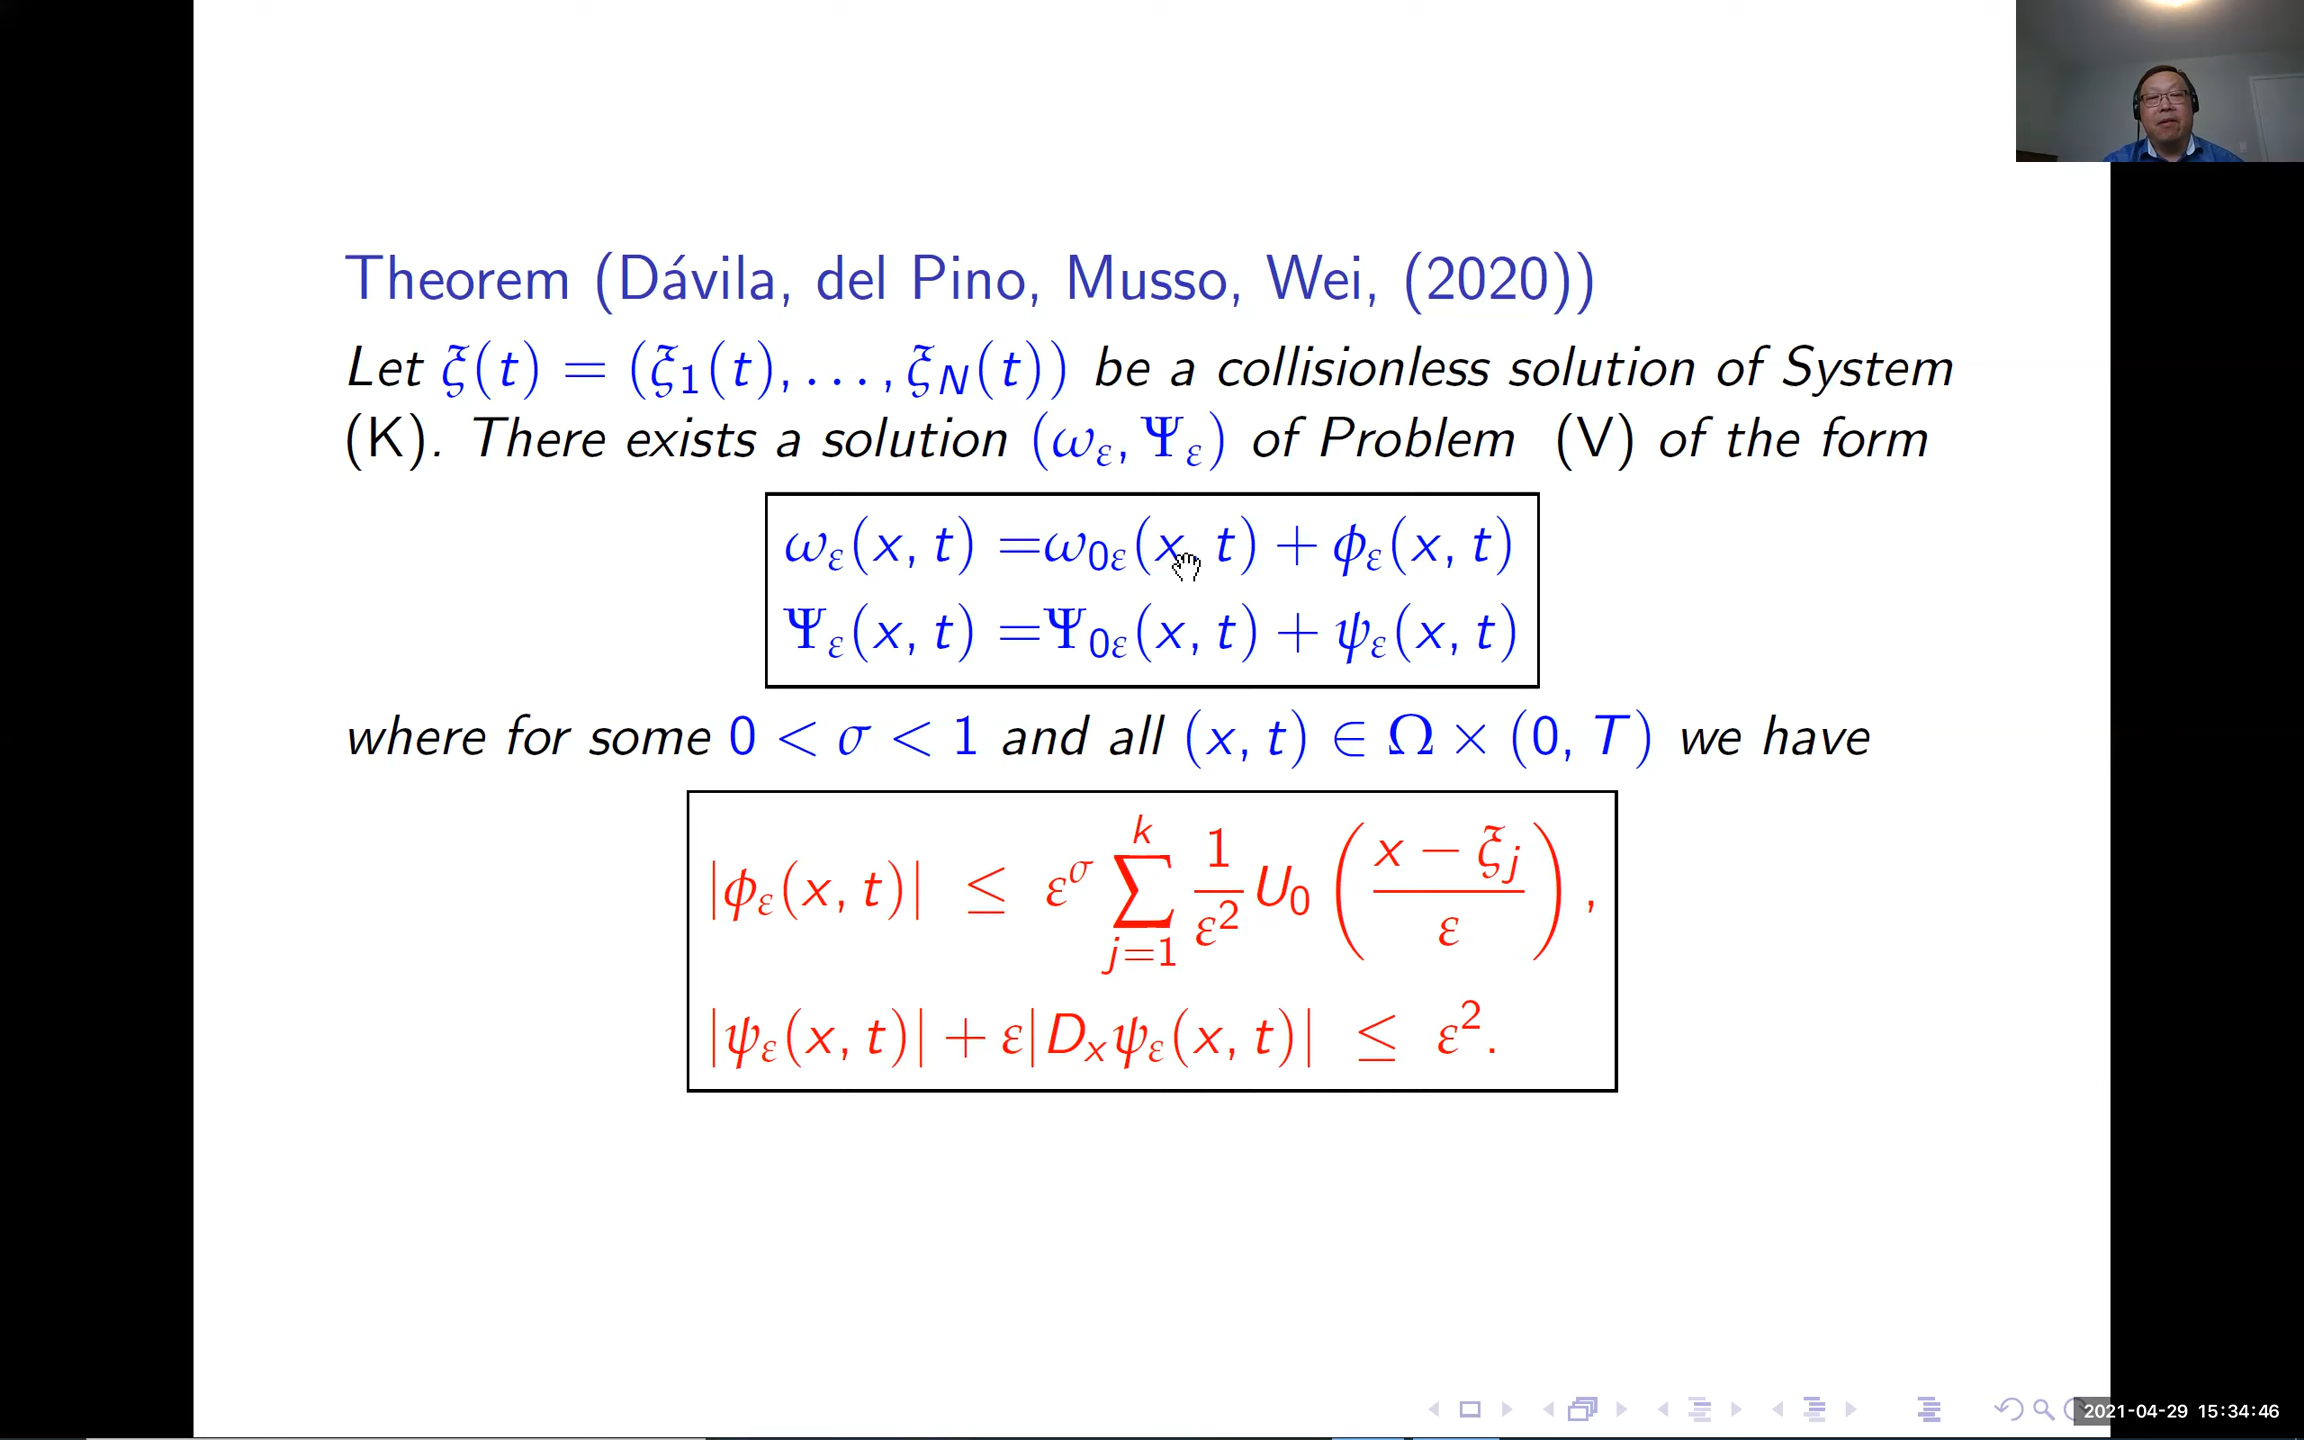 Theorem (Dávila, del Pino, Musso, Wei, (2020))
Let ξ(t) = (ξ₁(t), . . . , ξ_N(t)) be a collisionless solution of System
(K). There exists a solution (ω_ε, Ψ_ε) of Problem (V) of the form
ω_ε(x, t) =ω_{0ε}(x, t) + ϕ_ε(x, t)
Ψ_ε(x, t) =Ψ_{0ε}(x, t) + ψ_ε(x, t)
where for some 0 < σ < 1 and all (x, t) ∈ Ω × (0, T) we have
|ϕ_ε(x, t)| ≤ ε^σ ∑_{j=1}^{k} \frac{1}{ε²} U₀ ( \frac{x − ξ_j}{ε} ) ,
|ψ_ε(x, t)| + ε|D_xψ_ε(x, t)| ≤ ε².
2021-04-29 15:34:46